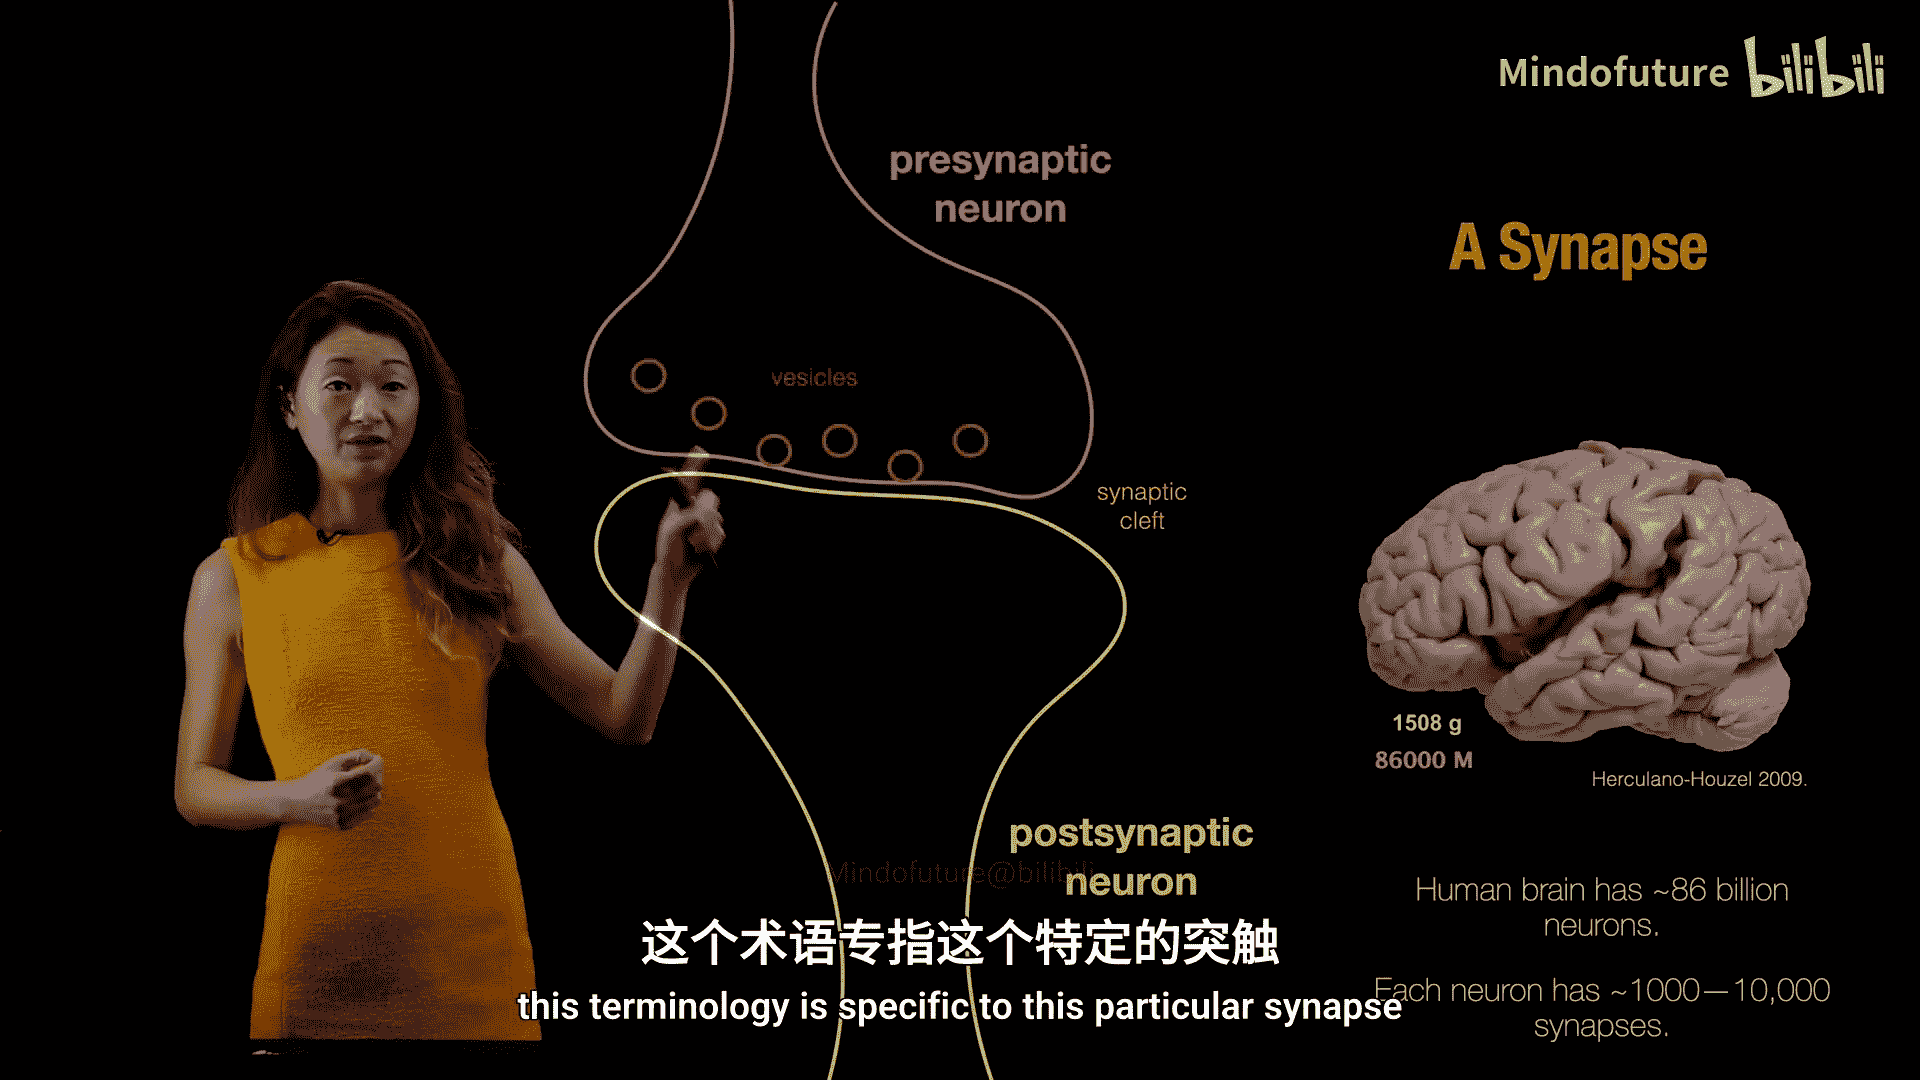 Mindofuture bilibili
presynaptic
neuron
A Synapse
vesicles
synaptic
cleft
1508 g
86000 M
Herculano-Houzel 2009.
postsynaptic
neuron
Mindofuture@bilibili
Human brain has ~86 billion
neurons.
Each neuron has ~1000—10,000
synapses.
这个术语专指这个特定的突触
this terminology is specific to this particular synapse